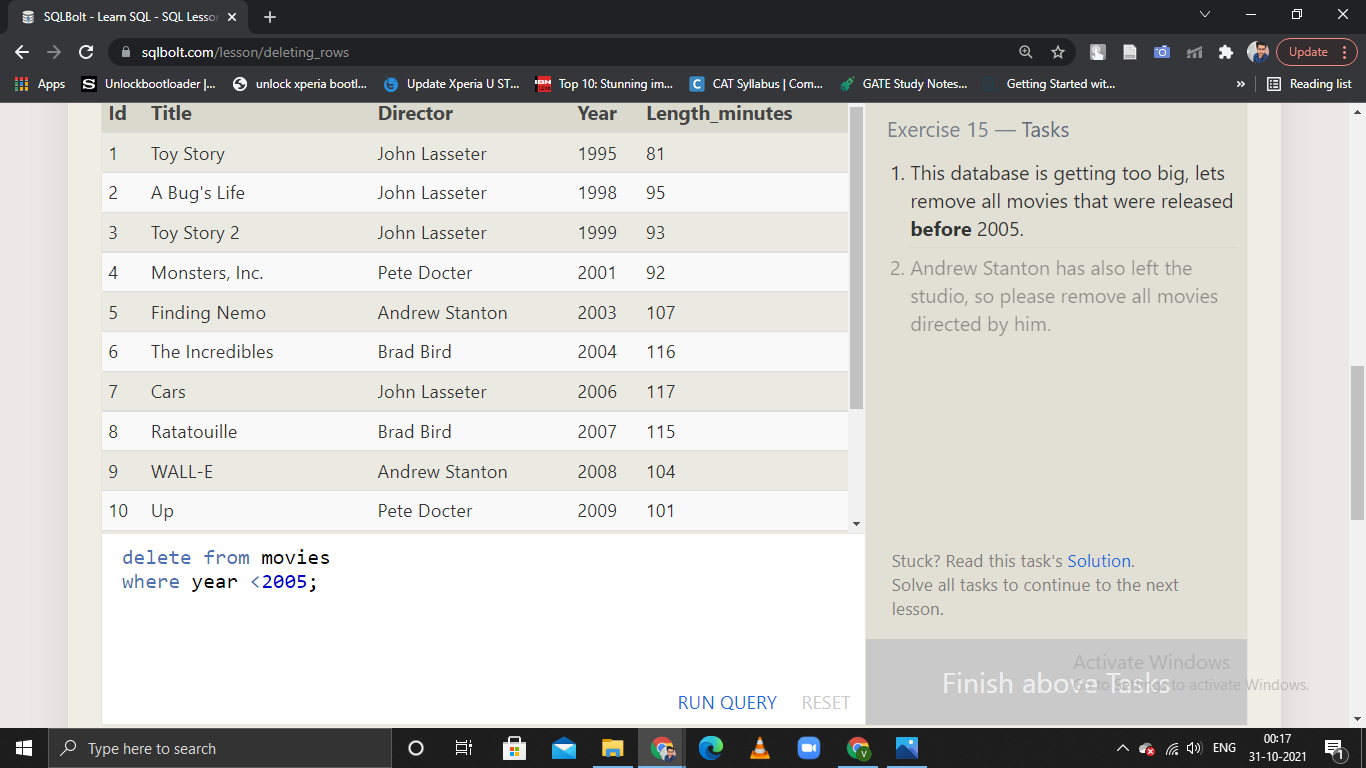 SQLBolt - Learn SQL - SQL Lesson
sqlbolt.com/lesson/deleting_rows
Update
Apps
Unlockbootloader |...
unlock xperia bootl...
Update Xperia U ST...
Top 10: Stunning im...
CAT Syllabus | Com...
GATE Study Notes...
Getting Started wit...
»
Reading list
Id Title Director Year Length_minutes
1 Toy Story John Lasseter 1995 81
2 A Bug's Life John Lasseter 1998 95
3 Toy Story 2 John Lasseter 1999 93
4 Monsters, Inc. Pete Docter 2001 92
5 Finding Nemo Andrew Stanton 2003 107
6 The Incredibles Brad Bird 2004 116
7 Cars John Lasseter 2006 117
8 Ratatouille Brad Bird 2007 115
9 WALL-E Andrew Stanton 2008 104
10 Up Pete Docter 2009 101
delete from movies
where year <2005;
RUN QUERY RESET
Exercise 15 — Tasks
1. This database is getting too big, lets
remove all movies that were released
before 2005.
2. Andrew Stanton has also left the
studio, so please remove all movies
directed by him.
Stuck? Read this task's Solution.
Solve all tasks to continue to the next
lesson.
Finish above Tasks
Activate Windows
Go to Settings to activate Windows.
Type here to search
ENG
00:17
31-10-2021
1